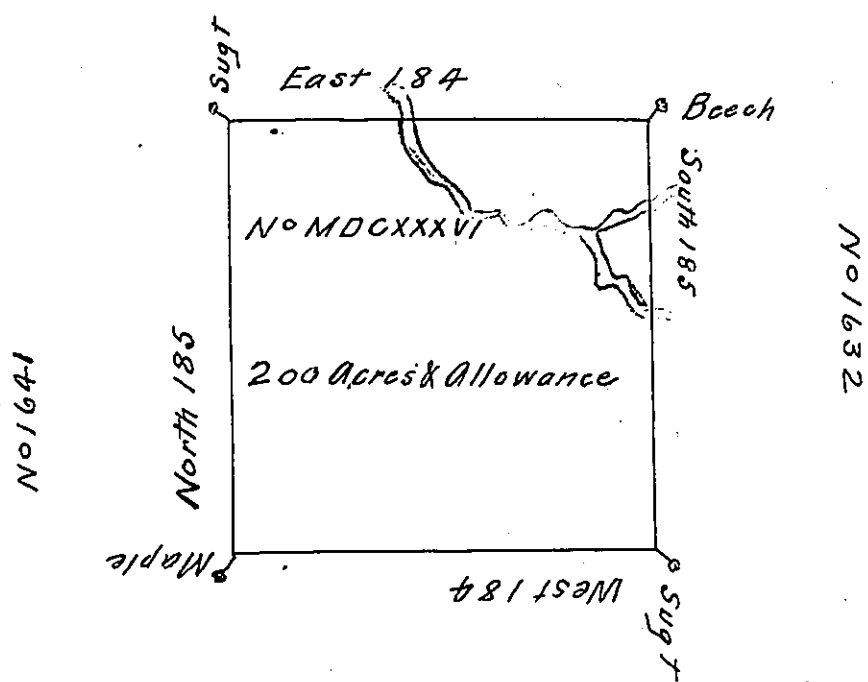 Sugt
East 184
Beech
South 185
No MDCXXXVI
No 1632
North 185
200 Acres & Allowance
No 1641
Maple
West 184
Sugt